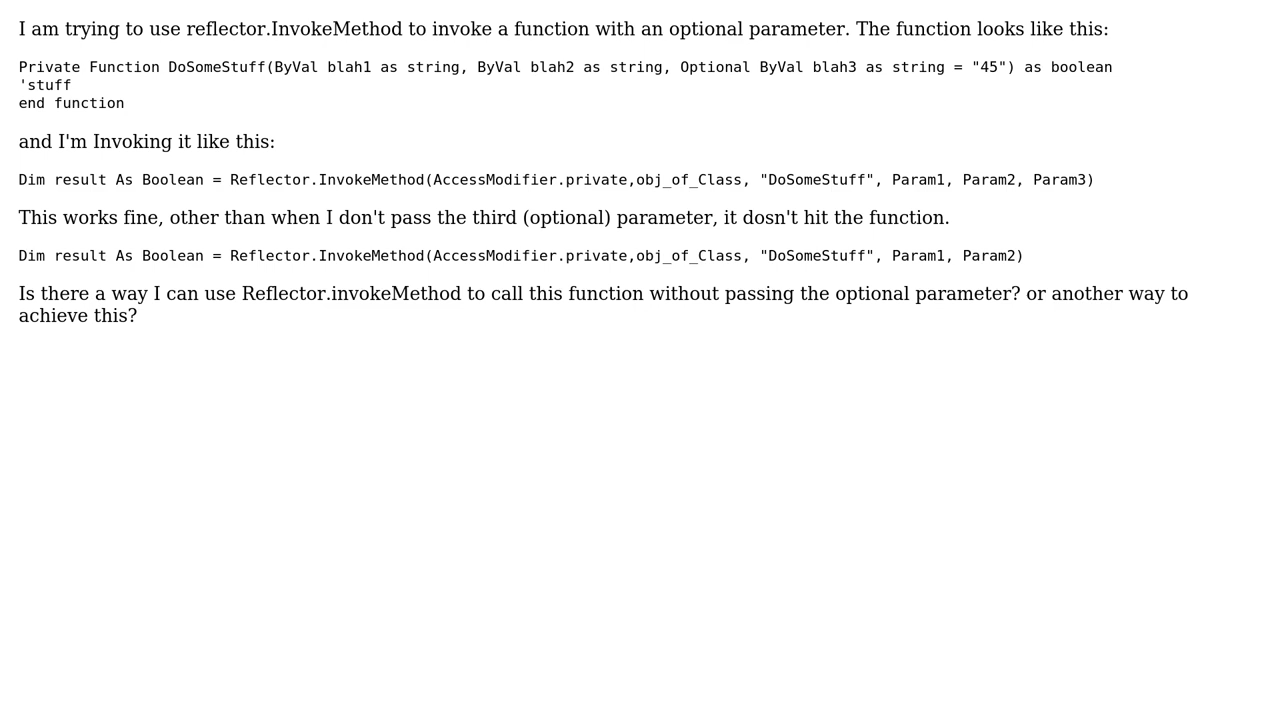 I am trying to use reflector.InvokeMethod to invoke a function with an optional parameter. The function looks like this:
Private Function DoSomeStuff(ByVal blah1 as string, ByVal blah2 as string, Optional ByVal blah3 as string = "45") as boolean
'stuff
end function
and I'm Invoking it like this:
Dim result As Boolean = Reflector.InvokeMethod(AccessModifier.private,obj_of_Class, "DoSomeStuff", Param1, Param2, Param3)
This works fine, other than when I don't pass the third (optional) parameter, it dosn't hit the function.
Dim result As Boolean = Reflector.InvokeMethod(AccessModifier.private,obj_of_Class, "DoSomeStuff", Param1, Param2)
Is there a way I can use Reflector.invokeMethod to call this function without passing the optional parameter? or another way to
achieve this?